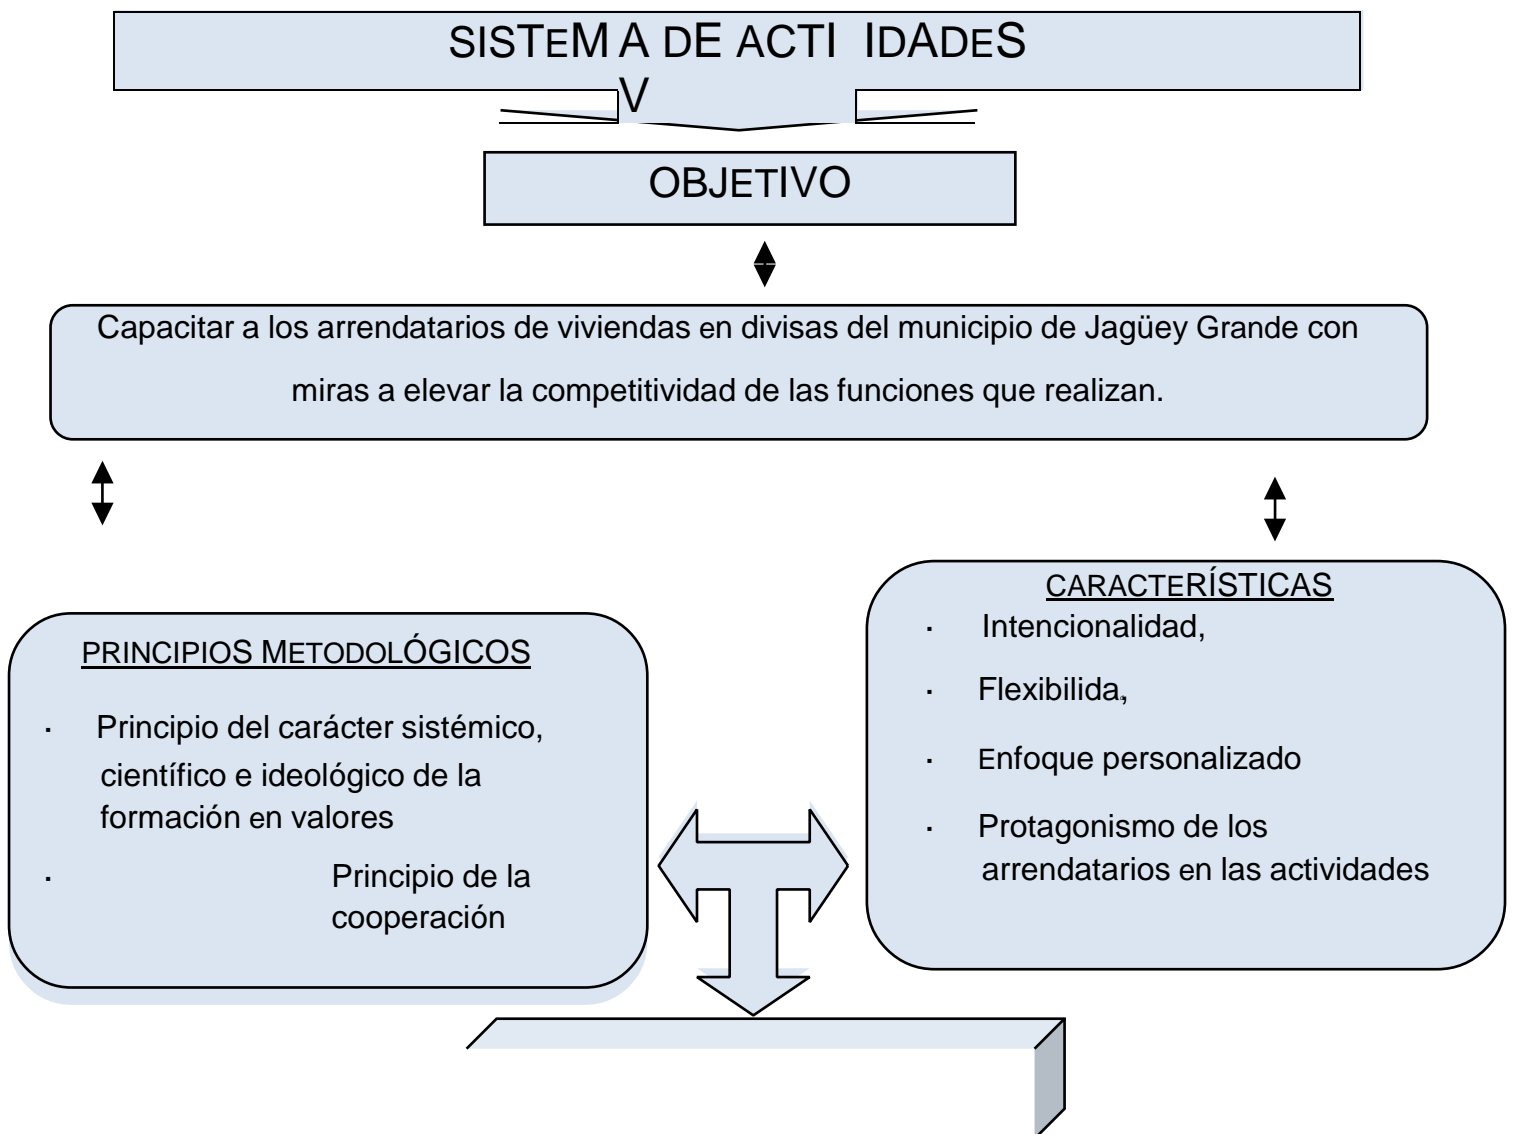 SISTEMA DE ACTI IDADES
V
OBJETIVO
Capacitar a los arrendatarios de viviendas en divisas del municipio de Jagüey Grande con
miras a elevar la competitividad de las funciones que realizan.
PRINCIPIOS METODOLÓGICOS
· Principio del carácter sistémico,
científico e ideológico de la
formación en valores
· Principio de la
cooperación
CARACTERÍSTICAS
· Intencionalidad,
· Flexibilida,
· Enfoque personalizado
· Protagonismo de los
arrendatarios en las actividades